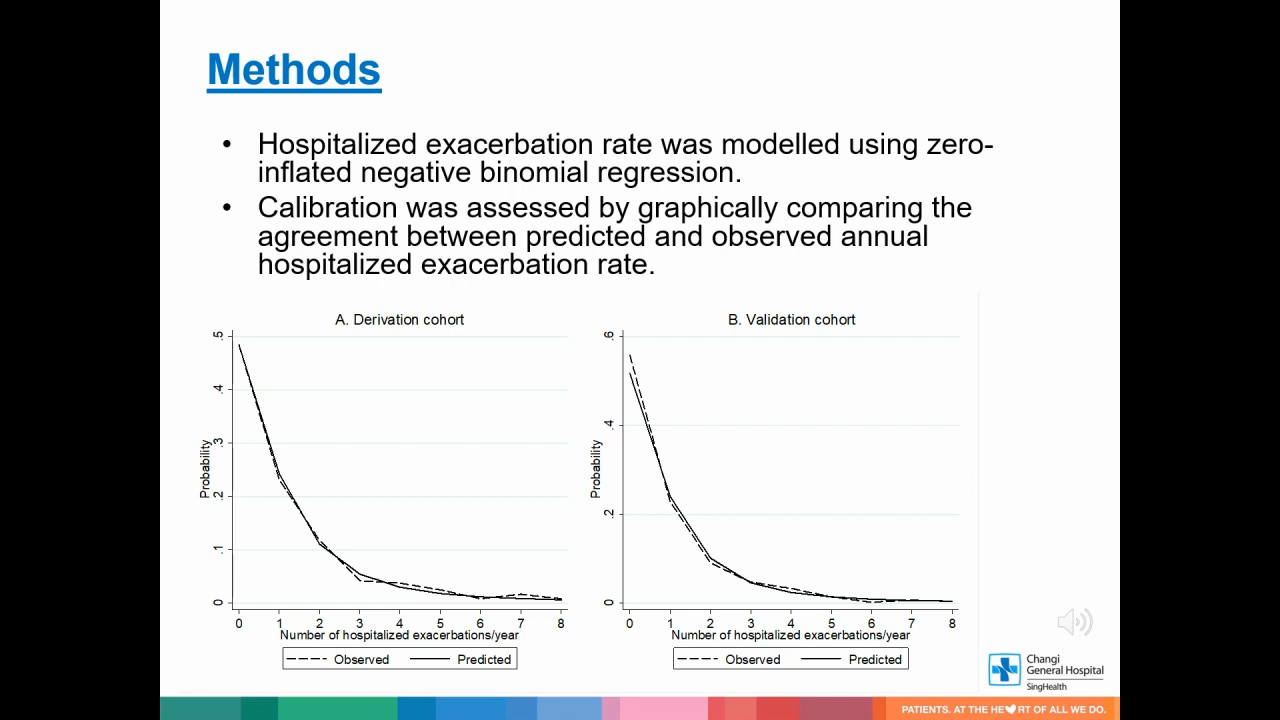 Methods
• Hospitalized exacerbation rate was modelled using zero-
inflated negative binomial regression.
• Calibration was assessed by graphically comparing the
agreement between predicted and observed annual
hospitalized exacerbation rate.
A. Derivation cohort
Probability
.5
.4
.3
.2
.1
0
0 1 2 3 4 5 6 7 8
Number of hospitalized exacerbations/year
Observed Predicted
B. Validation cohort
Probability
.6
.4
.2
0
0 1 2 3 4 5 6 7 8
Number of hospitalized exacerbations/year
Observed Predicted
Changi
General Hospital
SingHealth
PATIENTS. AT THE HE♥RT OF ALL WE DO.